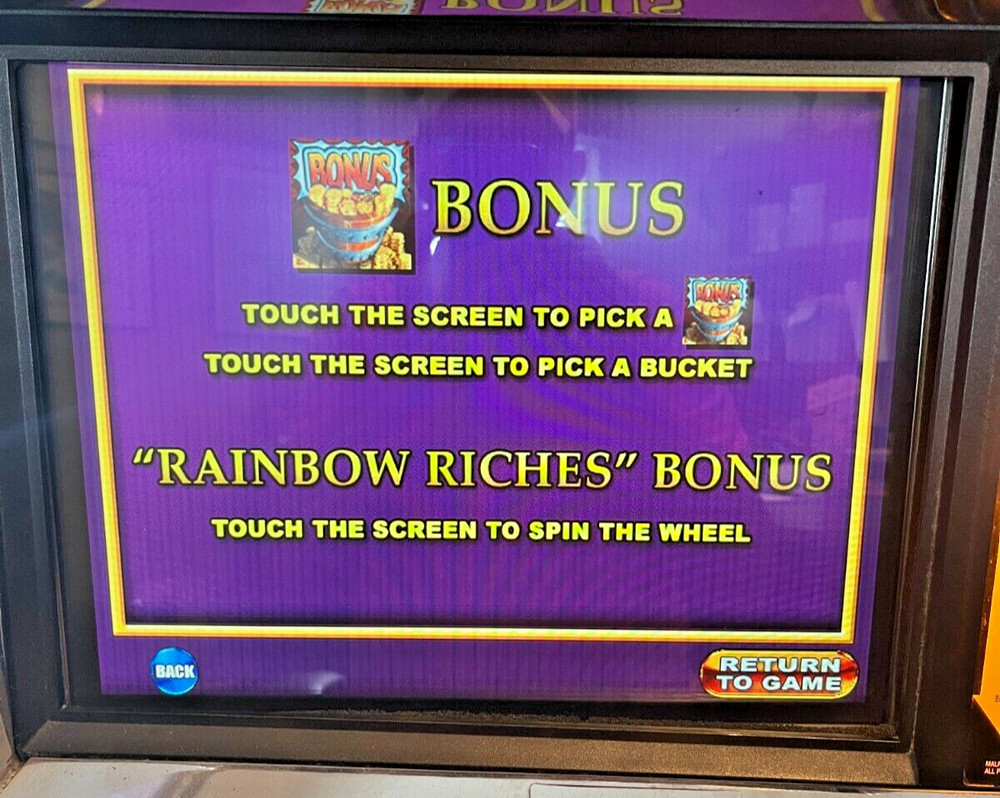 BONUS
BONUS
BONUS
TOUCH THE SCREEN TO PICK A
BONUS
TOUCH THE SCREEN TO PICK A BUCKET
"RAINBOW RICHES" BONUS
TOUCH THE SCREEN TO SPIN THE WHEEL
BACK
RETURN
TO GAME